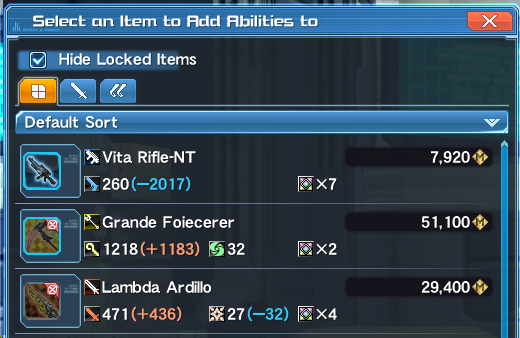 Select an Item to Add Abilities to
Hide Locked Items
Default Sort
Vita Rifle-NT 7,920
260(−2017) ×7
Grande Foiecerer 51,100
1218(+1183) 32 ×2
Lambda Ardillo 29,400
471(+436) 27(−32) ×4